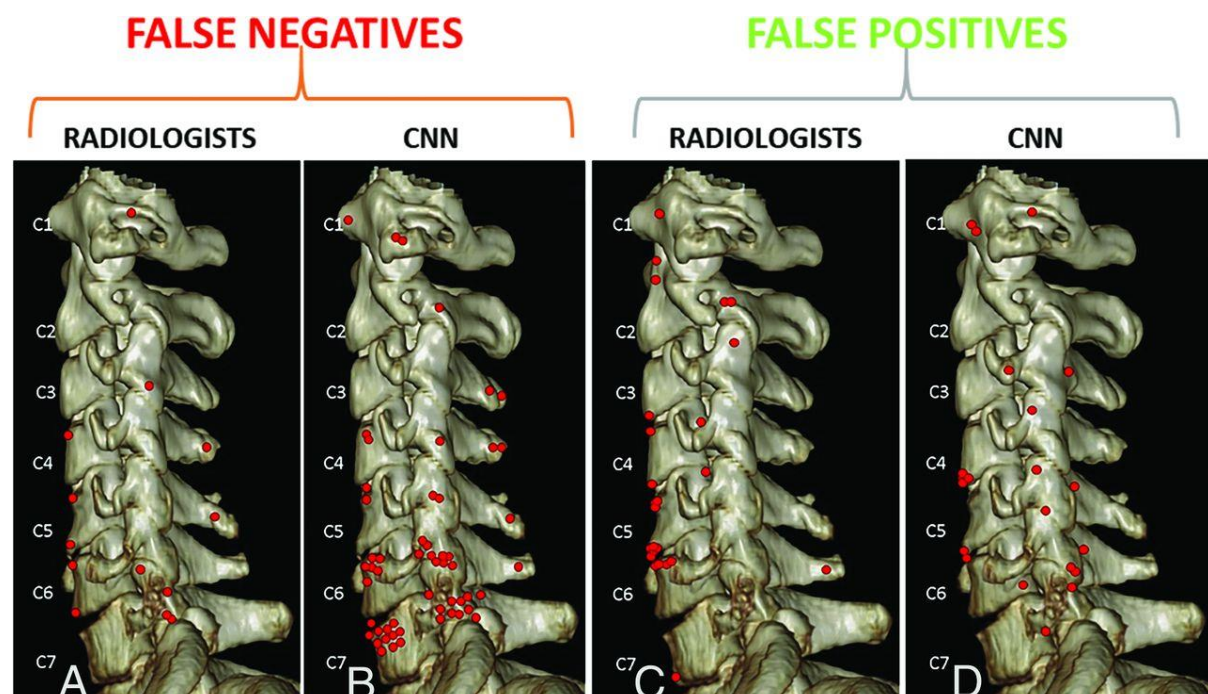 FALSE NEGATIVES
FALSE POSITIVES
RADIOLOGISTS
CNN
RADIOLOGISTS
CNN
C1
C1
C1
C1
C2
C2
C2
C2
C3
C3
C3
C3
C4
C4
C4
C4
C5
C5
C5
C5
C6
C6
C6
C6
C7
C7
C7
C7
A
B
C
D